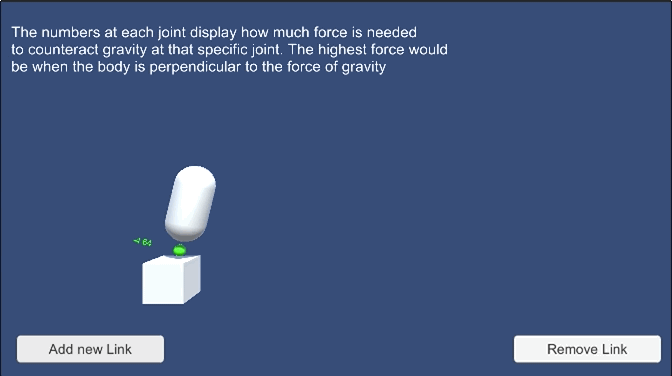 The numbers at each joint display how much force is needed
to counteract gravity at that specific joint. The highest force would
be when the body is perpendicular to the force of gravity
Add new Link
Remove Link